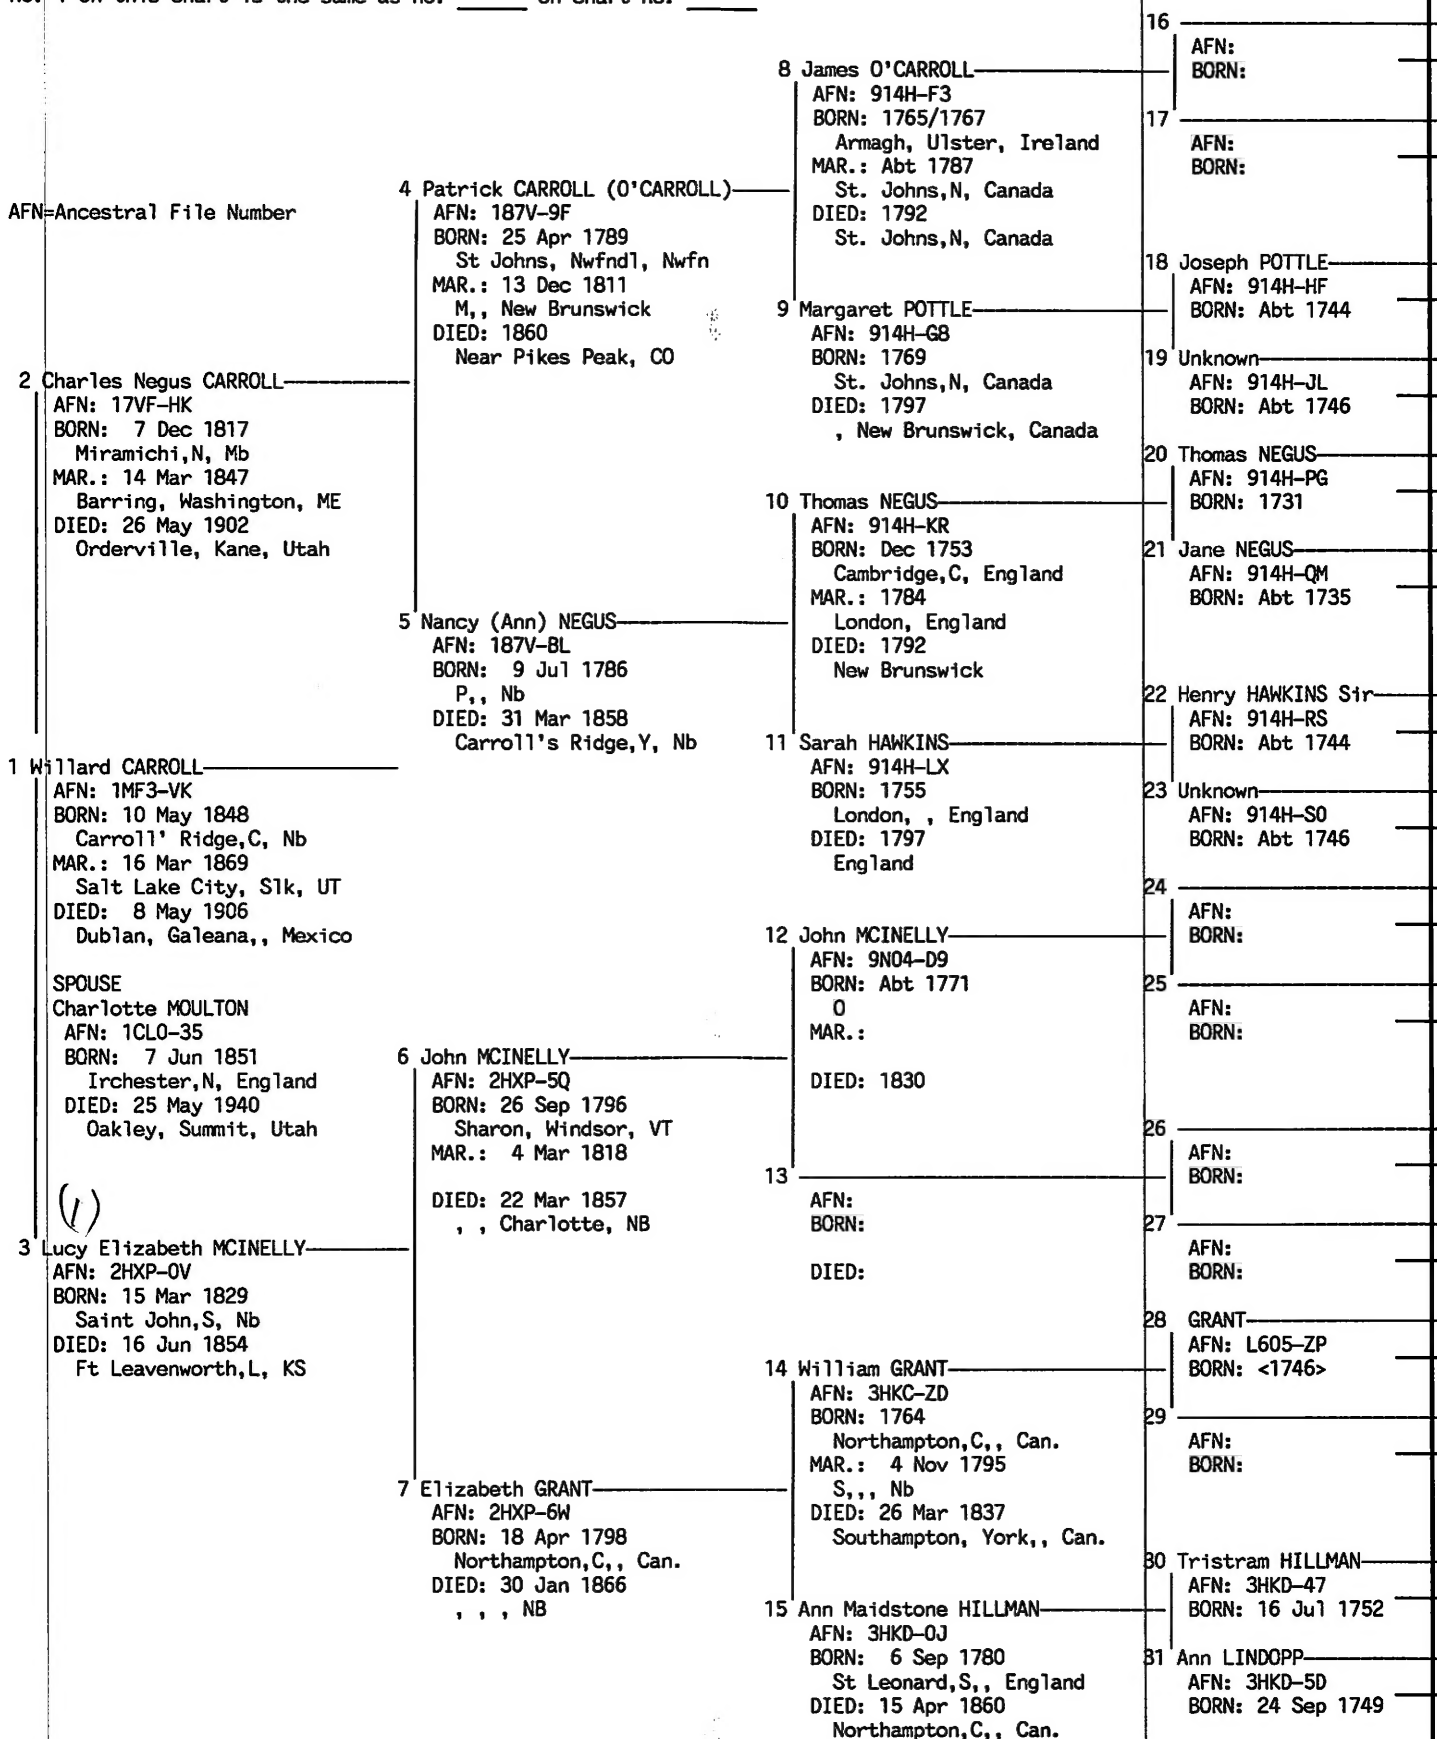 AFN=Ancestral File Number
1 Willard CARROLL
AFN: 1MF3-VK
BORN: 10 May 1848
Carroll' Ridge,C, Nb
MAR.: 16 Mar 1869
Salt Lake City, Slk, UT
DIED: 8 May 1906
Dublan, Galeana,, Mexico
SPOUSE
Charlotte MOULTON
AFN: 1CL0-35
BORN: 7 Jun 1851
Irchester,N, England
DIED: 25 May 1940
Oakley, Summit, Utah
2 Charles Negus CARROLL
AFN: 17VF-HK
BORN: 7 Dec 1817
Miramichi,N, Mb
MAR.: 14 Mar 1847
Barring, Washington, ME
DIED: 26 May 1902
Orderville, Kane, Utah
(1)
3 Lucy Elizabeth MCINELLY
AFN: 2HXP-0V
BORN: 15 Mar 1829
Saint John,S, Nb
DIED: 16 Jun 1854
Ft Leavenworth,L, KS
4 Patrick CARROLL (O'CARROLL)
AFN: 187V-9F
BORN: 25 Apr 1789
St Johns, Nwfndl, Nwfn
MAR.: 13 Dec 1811
M,, New Brunswick
DIED: 1860
Near Pikes Peak, CO
5 Nancy (Ann) NEGUS
AFN: 187V-BL
BORN: 9 Jul 1786
P,, Nb
DIED: 31 Mar 1858
Carroll's Ridge,Y, Nb
6 John MCINELLY
AFN: 2HXP-5Q
BORN: 26 Sep 1796
Sharon, Windsor, VT
MAR.: 4 Mar 1818
DIED: 22 Mar 1857
, , Charlotte, NB
7 Elizabeth GRANT
AFN: 2HXP-6W
BORN: 18 Apr 1798
Northampton,C,, Can.
DIED: 30 Jan 1866
, , , NB
8 James O'CARROLL
AFN: 914H-F3
BORN: 1765/1767
Armagh, Ulster, Ireland
MAR.: Abt 1787
St. Johns,N, Canada
DIED: 1792
St. Johns,N, Canada
9 Margaret POTTLE
AFN: 914H-G8
BORN: 1769
St. Johns,N, Canada
DIED: 1797
, New Brunswick, Canada
10 Thomas NEGUS
AFN: 914H-KR
BORN: Dec 1753
Cambridge,C, England
MAR.: 1784
London, England
DIED: 1792
New Brunswick
11 Sarah HAWKINS
AFN: 914H-LX
BORN: 1755
London, , England
DIED: 1797
England
12 John MCINELLY
AFN: 9N04-D9
BORN: Abt 1771
O
MAR.:
DIED: 1830
13
AFN:
BORN:
DIED:
14 William GRANT
AFN: 3HKC-ZD
BORN: 1764
Northampton,C,, Can.
MAR.: 4 Nov 1795
S,,, Nb
DIED: 26 Mar 1837
Southampton, York,, Can.
15 Ann Maidstone HILLMAN
AFN: 3HKD-0J
BORN: 6 Sep 1780
St Leonard,S,, England
DIED: 15 Apr 1860
Northampton,C,, Can.
16
AFN:
BORN:
17
AFN:
BORN:
18 Joseph POTTLE
AFN: 914H-HF
BORN: Abt 1744
19 Unknown
AFN: 914H-JL
BORN: Abt 1746
20 Thomas NEGUS
AFN: 914H-PG
BORN: 1731
21 Jane NEGUS
AFN: 914H-QM
BORN: Abt 1735
22 Henry HAWKINS Sir
AFN: 914H-RS
BORN: Abt 1744
23 Unknown
AFN: 914H-S0
BORN: Abt 1746
24
AFN:
BORN:
25
AFN:
BORN:
26
AFN:
BORN:
27
AFN:
BORN:
28 GRANT
AFN: L605-ZP
BORN: <1746>
29
AFN:
BORN:
30 Tristram HILLMAN
AFN: 3HKD-47
BORN: 16 Jul 1752
31 Ann LINDOPP
AFN: 3HKD-5D
BORN: 24 Sep 1749